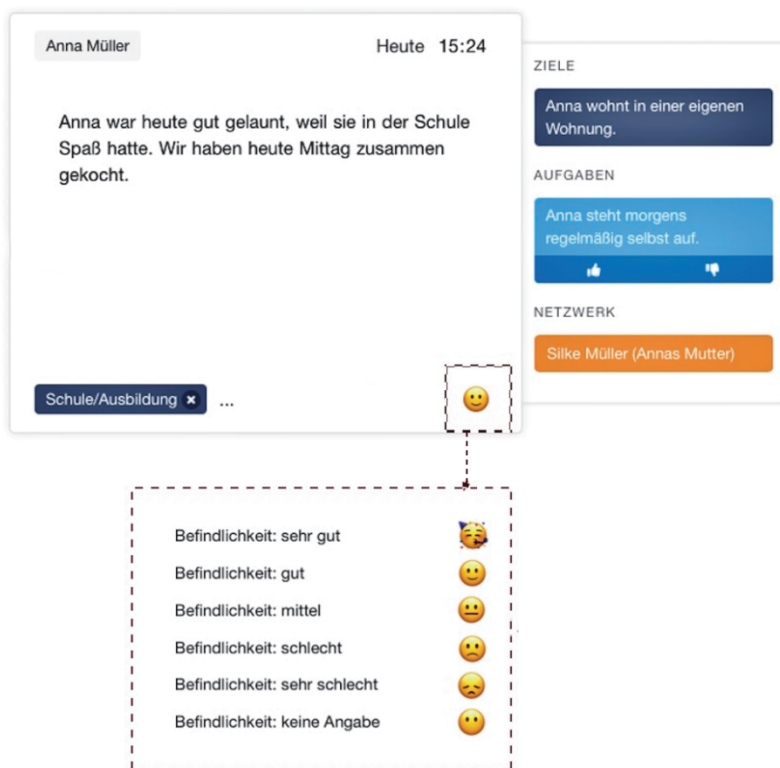 Anna Müller
Heute 15:24
Anna war heute gut gelaunt, weil sie in der Schule
Spaß hatte. Wir haben heute Mittag zusammen
gekocht.
Schule/Ausbildung
...
ZIELE
Anna wohnt in einer eigenen
Wohnung.
AUFGABEN
Anna steht morgens
regelmäßig selbst auf.
NETZWERK
Silke Müller (Annas Mutter)
Befindlichkeit: sehr gut
Befindlichkeit: gut
Befindlichkeit: mittel
Befindlichkeit: schlecht
Befindlichkeit: sehr schlecht
Befindlichkeit: keine Angabe